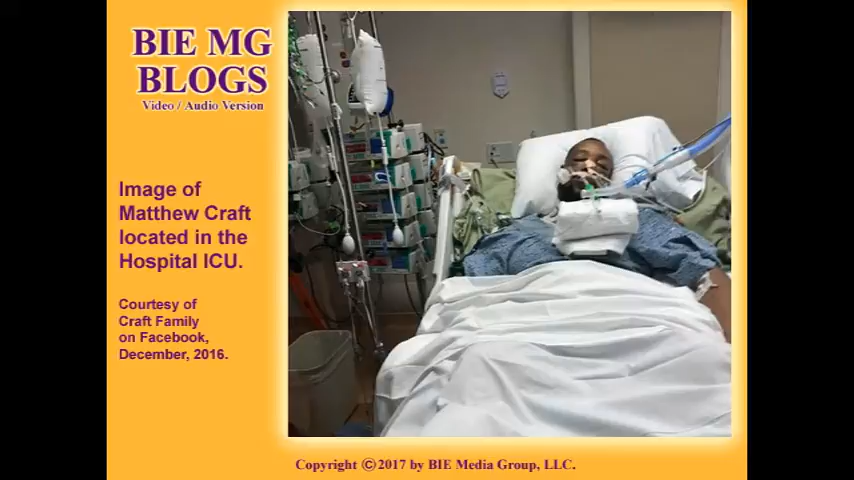 BIE MG
BLOGS
Video / Audio Version
Image of
Matthew Craft
located in the
Hospital ICU.
Courtesy of
Craft Family
on Facebook,
December, 2016.
Copyright ©2017 by BIE Media Group, LLC.